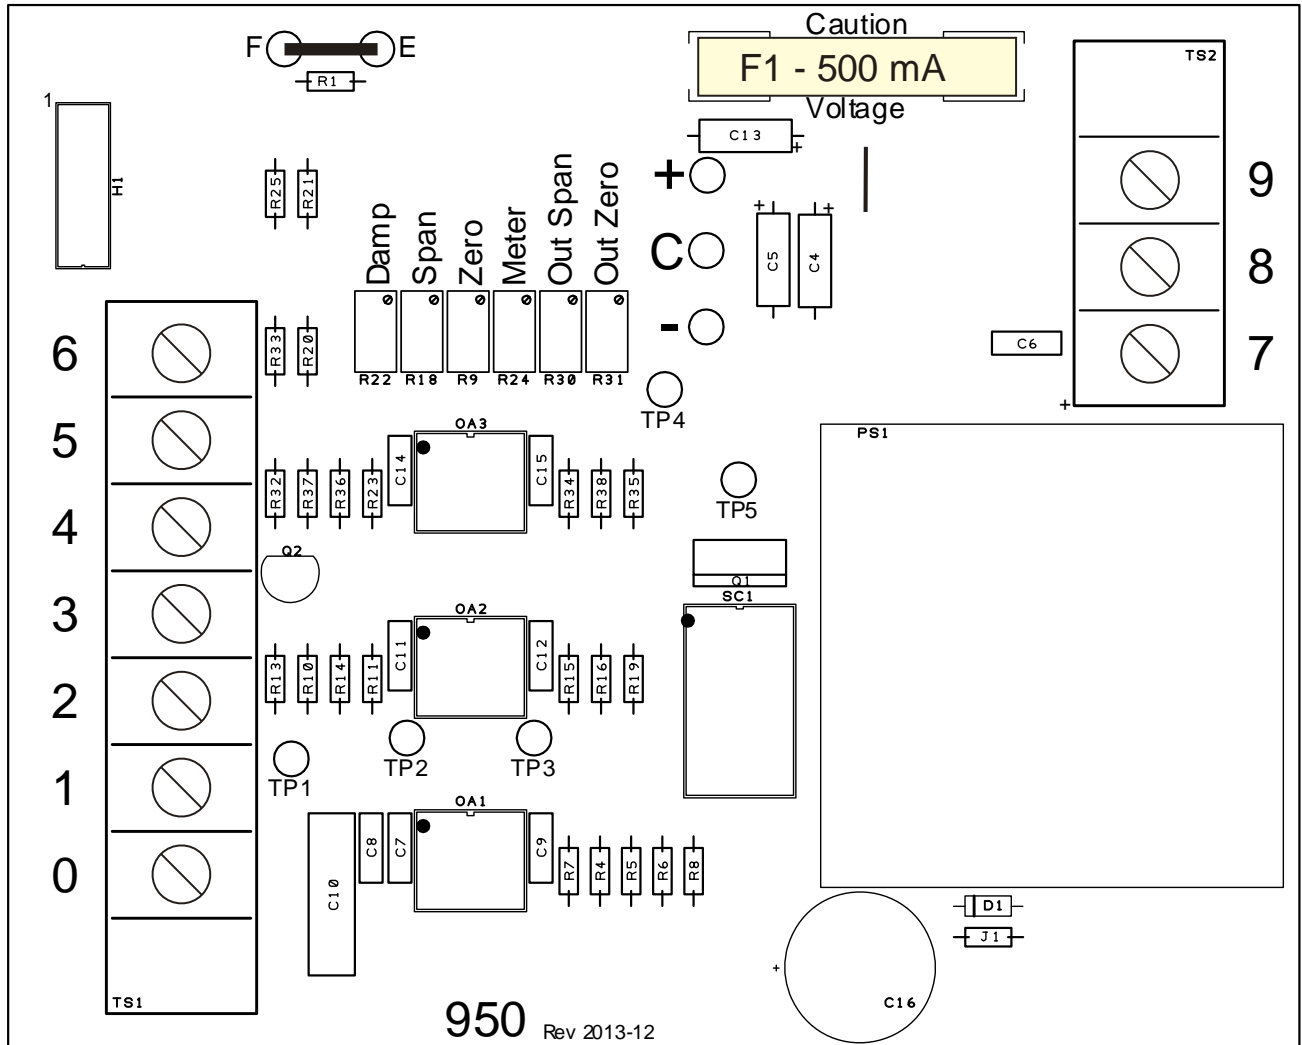 Caution
F1 - 500 mA
Voltage
F E
R1
TS2
1
H1
C13
+
R25
R21
+
9
Damp
Span
Zero
Meter
Out Span
Out Zero
+
+
C
C5
C4
8
-
6
R33
R20
C6
7
R22 R18 R9 R24 R30 R31
TP4
+
5
OA3
PS1
C14
C15
R32
R37
R36
R23
R34
R38
R35
TP5
4
Q2
Q1
SC1
3
OA2
C11
C12
R13
R10
R14
R11
R15
R16
R19
2
TP1
TP2
TP3
1
OA1
C8
C7
C9
R7
R4
R5
R6
R8
0
C10
D1
J1
+
C16
TS1
950 Rev 2013-12